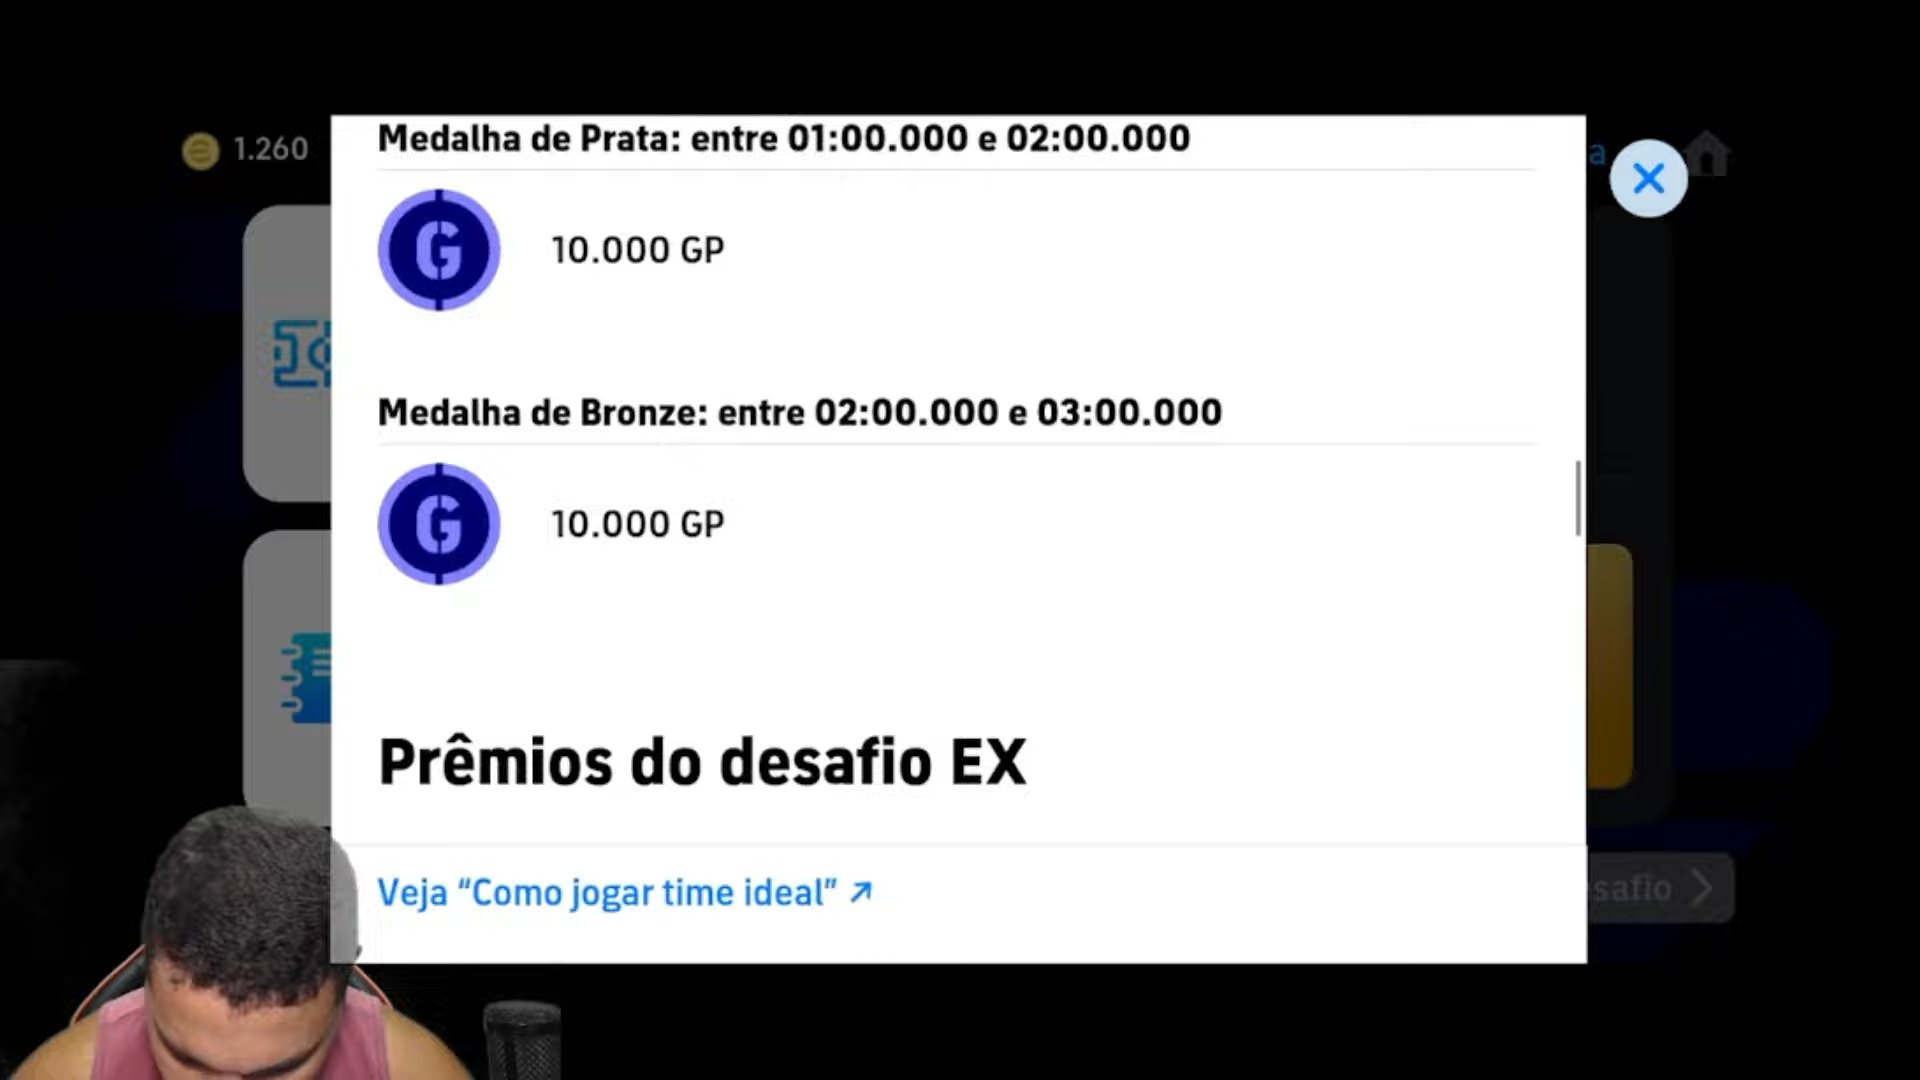 1.260
Medalha de Prata: entre 01:00.000 e 02:00.000
a
G
10.000 GP
Medalha de Bronze: entre 02:00.000 e 03:00.000
G
10.000 GP
Prêmios do desafio EX
Veja “Como jogar time ideal” ↗
safio